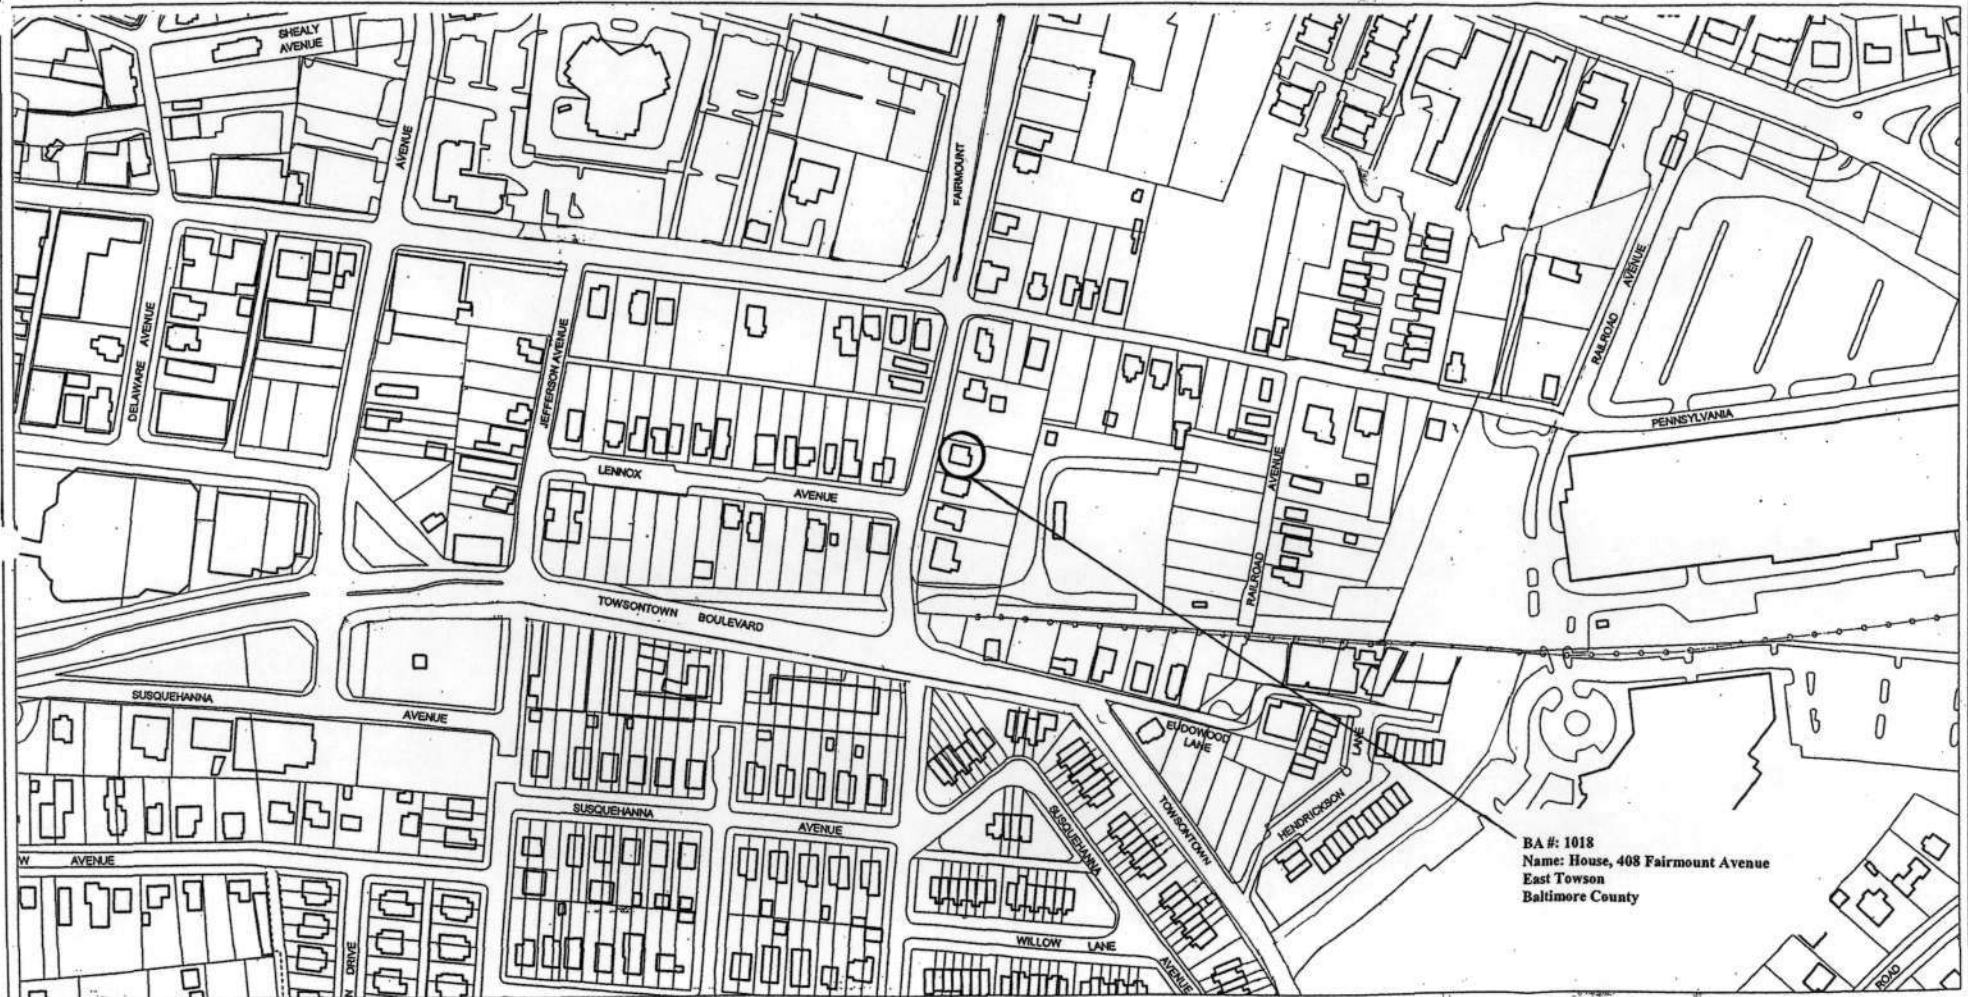 SHEALY
AVENUE
AVENUE
FAIRMOUNT
DELAWARE AVENUE
JEFFERSON AVENUE
RAILROAD AVENUE
PENNSYLVANIA
LENNOX AVENUE
RAILROAD AVENUE
TOWSONTOWN BOULEVARD
SUSQUEHANNA AVENUE
EUDOWOOD
LANE
LANE
HENDRICKSON
TOWSONTOWN
SUSQUEHANNA
AVENUE
SUSQUEHANNA AVENUE
W AVENUE
WILLOW LANE
N DRIVE
ROAD
BA #: 1018
Name: House, 408 Fairmount Avenue
East Towson
Baltimore County